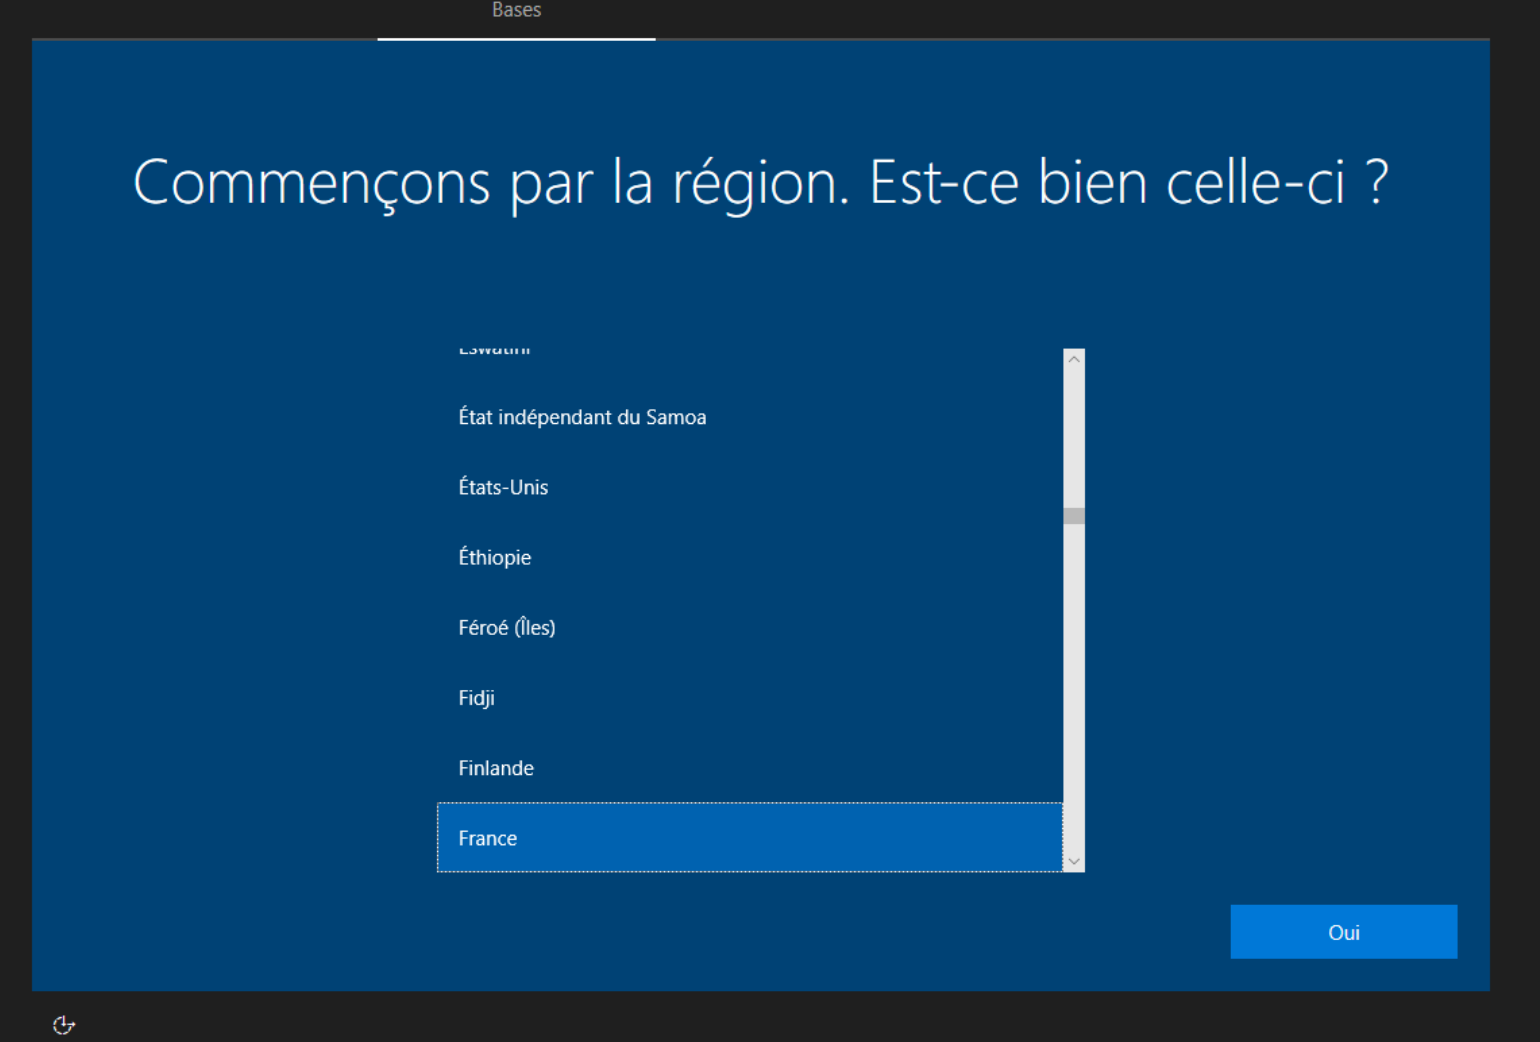 Bases
Commençons par la région. Est-ce bien celle-ci ?
Eswatini
État indépendant du Samoa
États-Unis
Éthiopie
Féroé (Îles)
Fidji
Finlande
France
Oui